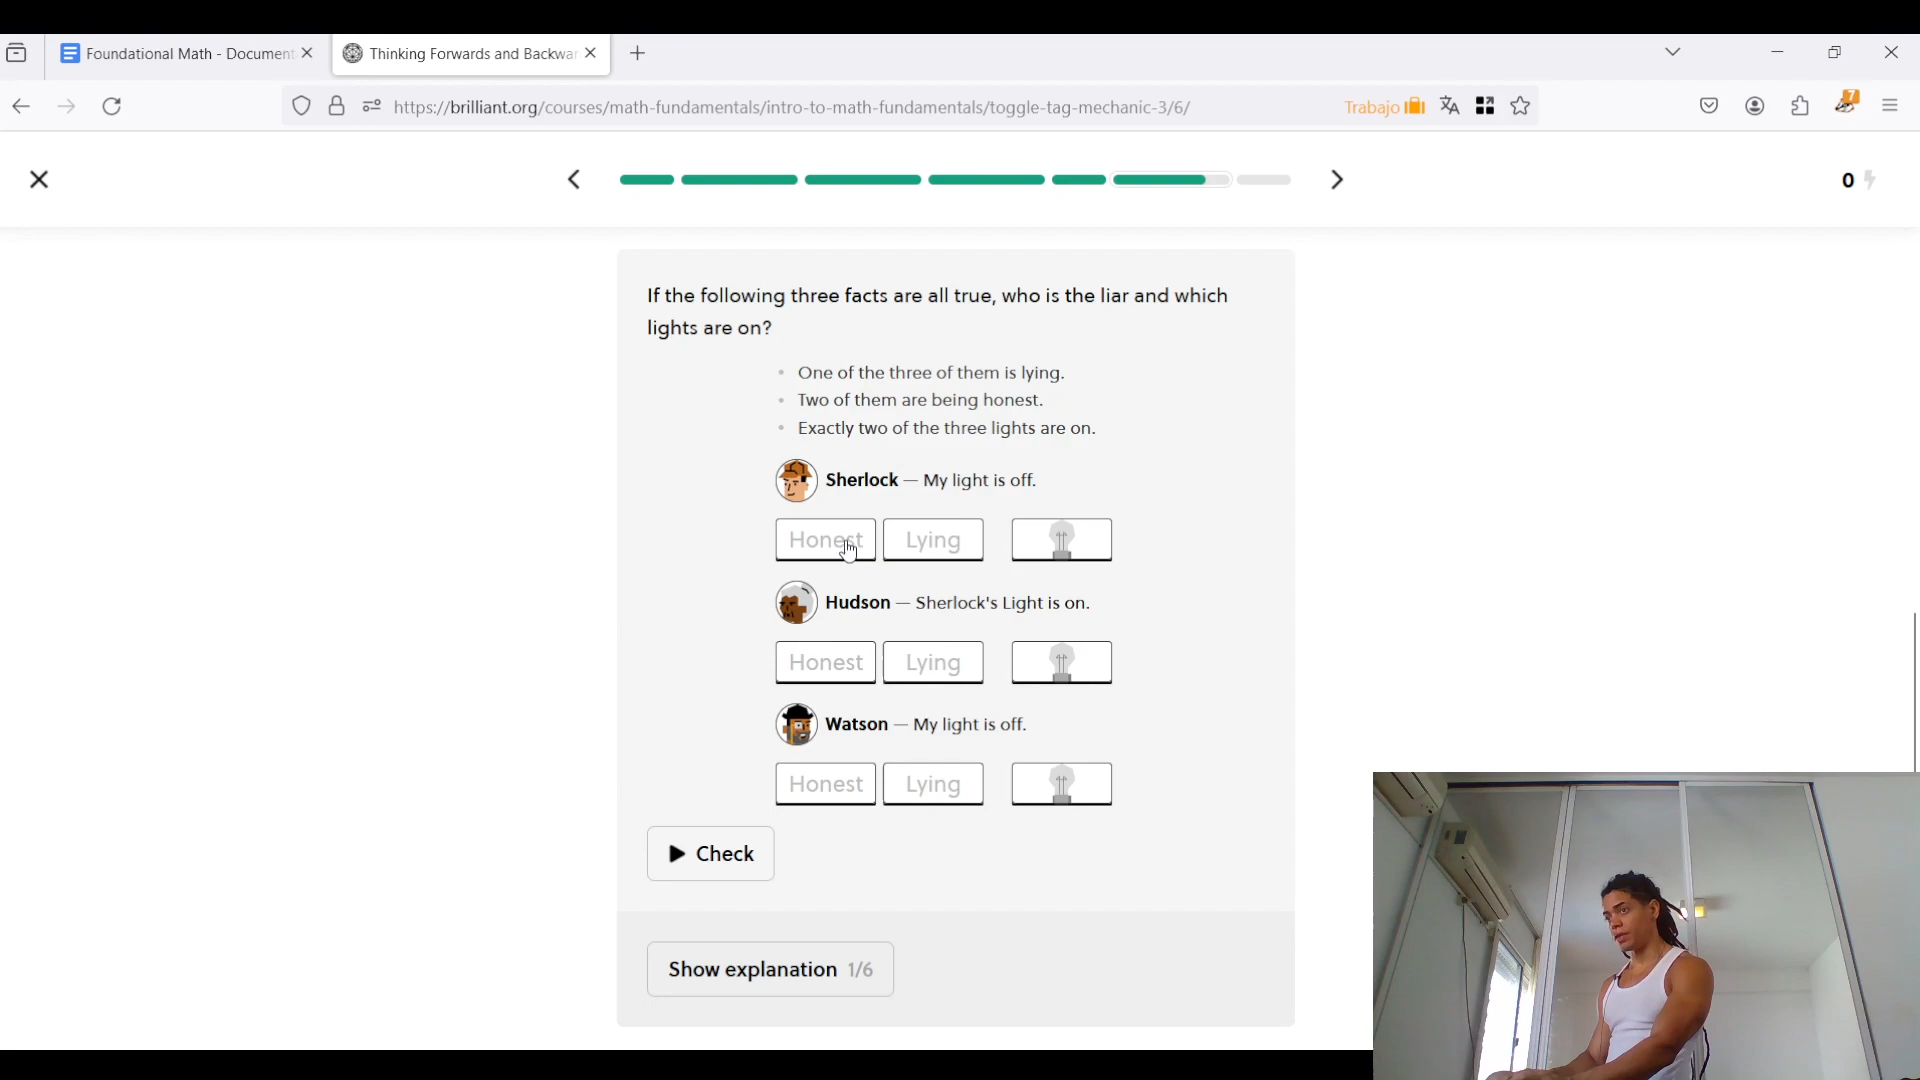 Foundational Math - Document
Thinking Forwards and Backwar
https://brilliant.org/courses/math-fundamentals/intro-to-math-fundamentals/toggle-tag-mechanic-3/6/
Trabajo
7
0
If the following three facts are all true, who is the liar and which
lights are on?
• One of the three of them is lying.
• Two of them are being honest.
• Exactly two of the three lights are on.
Sherlock — My light is off.
Honest Lying
Hudson — Sherlock's Light is on.
Honest Lying
Watson — My light is off.
Honest Lying
Check
Show explanation 1/6